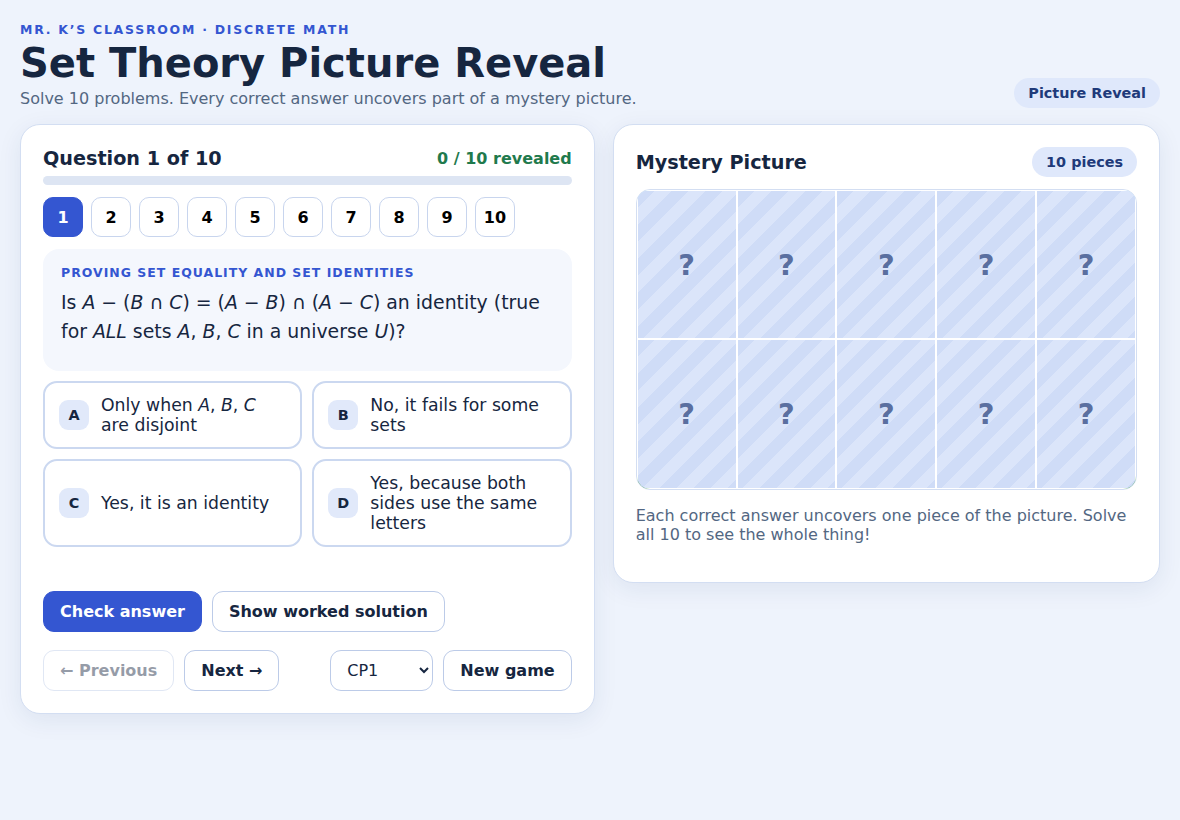 MR. K’S CLASSROOM · DISCRETE MATH
Set Theory Picture Reveal
Solve 10 problems. Every correct answer uncovers part of a mystery picture.
Picture Reveal
Question 1 of 10
0 / 10 revealed
1 2 3 4 5 6 7 8 9 10
PROVING SET EQUALITY AND SET IDENTITIES
Is A − (B ∩ C) = (A − B) ∩ (A − C) an identity (true
for ALL sets A, B, C in a universe U)?
A Only when A, B, C
are disjoint
B No, it fails for some
sets
C Yes, it is an identity
D Yes, because both
sides use the same
letters
Check answer
Show worked solution
← Previous
Next →
CP1
New game
Mystery Picture
10 pieces
? ? ? ? ?
? ? ? ? ?
Each correct answer uncovers one piece of the picture. Solve
all 10 to see the whole thing!